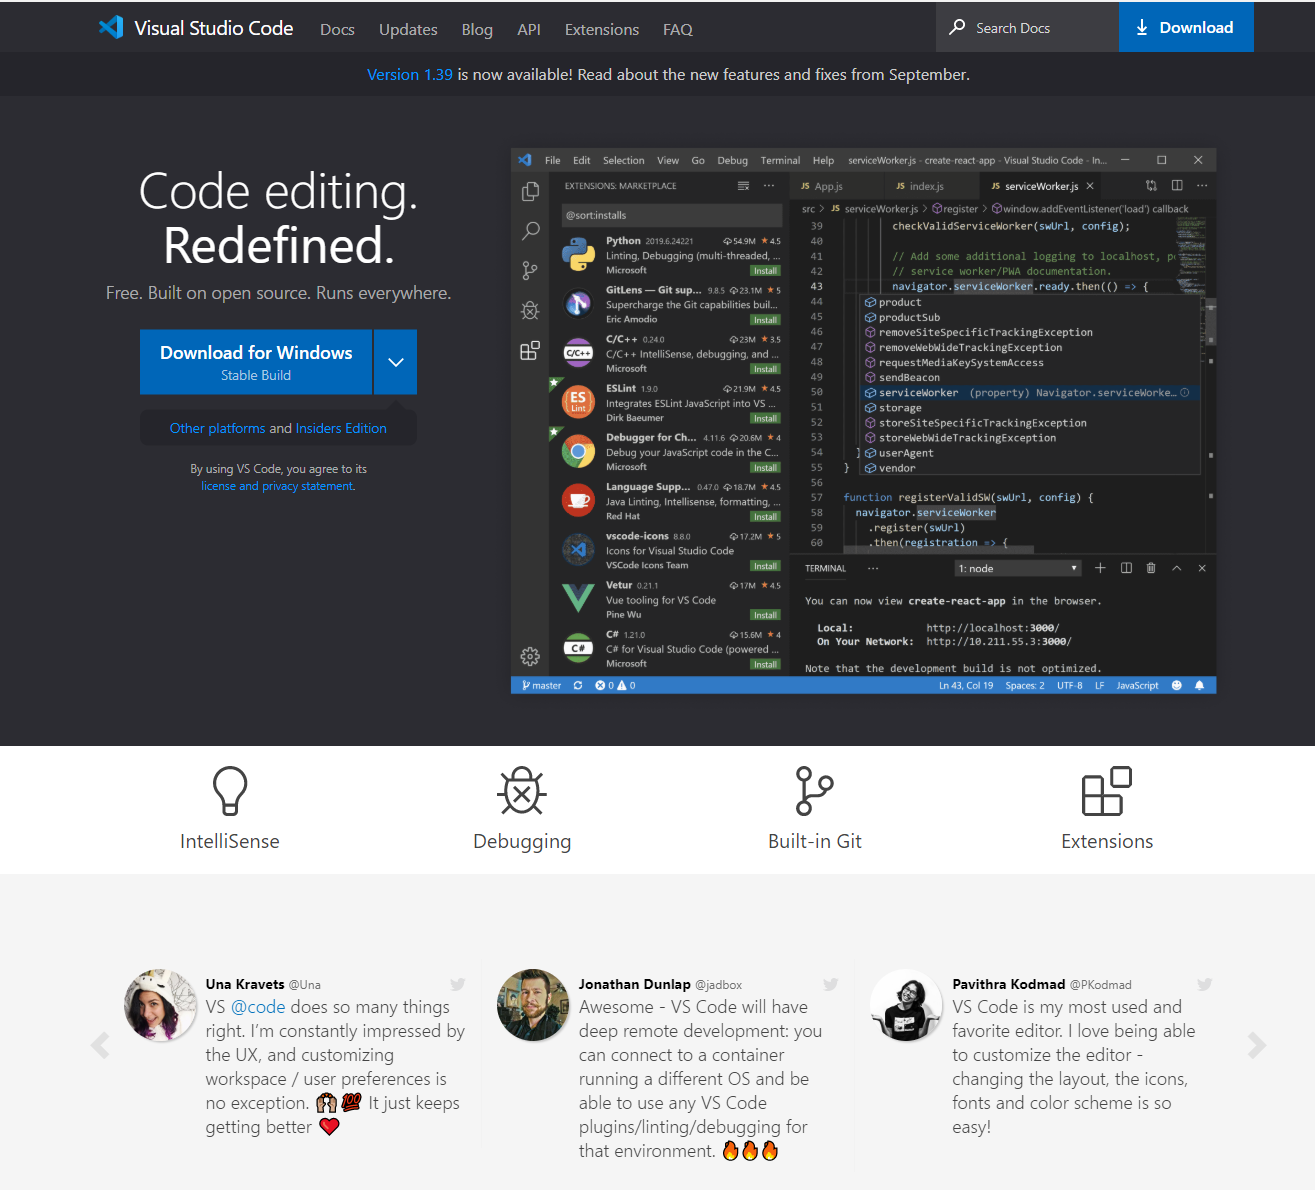 Visual Studio Code Docs Updates Blog API Extensions FAQ Search Docs Download
Version 1.39 is now available! Read about the new features and fixes from September.
Code editing.
Redefined.
Free. Built on open source. Runs everywhere.
Download for Windows
Stable Build
Other platforms and Insiders Edition
By using VS Code, you agree to its
license and privacy statement.
File Edit Selection View Go Debug Terminal Help serviceWorker.js - create-react-app - Visual Studio Code - In...
EXTENSIONS: MARKETPLACE
@sort:installs
Python 2019.6.24221 54.9M ★ 4.5
Linting, Debugging (multi-threaded, ...
Microsoft Install
GitLens — Git sup... 9.8.5 23.1M ★ 5
Supercharge the Git capabilities buil...
Eric Amodio Install
C/C++
C/C++ 0.24.0 23M ★ 3.5
C/C++ IntelliSense, debugging, and ...
Microsoft Install
ES
Lint
ESLint 1.9.0 21.9M ★ 4.5
Integrates ESLint JavaScript into VS ...
Dirk Baeumer Install
Debugger for Ch... 4.11.6 20.6M ★ 4
Debug your JavaScript code in the C...
Microsoft Install
Language Supp... 0.47.0 18.7M ★ 4.5
Java Linting, Intellisense, formatting, ...
Red Hat Install
vscode-icons 8.8.0 17.2M ★ 5
Icons for Visual Studio Code
VSCode Icons Team Install
Vetur 0.21.1 17M ★ 4.5
Vue tooling for VS Code
Pine Wu Install
C#
C# 1.21.0 15.6M ★ 4
C# for Visual Studio Code (powered ...
Microsoft Install
JS App.js JS index.js JS serviceWorker.js
src > JS serviceWorker.js > register > window.addEventListener('load') callback
39 checkValidServiceWorker(swUrl, config);
40
41 // Add some additional logging to localhost, p
42 // service worker/PWA documentation.
43 navigator.serviceWorker.ready.then(() => {
44 product
45 productSub
46 removeSiteSpecificTrackingException
47 removeWebWideTrackingException
48 requestMediaKeySystemAccess
49 sendBeacon
50 serviceWorker (property) Navigator.serviceWorke...
51 storage
52 storeSiteSpecificTrackingException
53 storeWebWideTrackingException
54 } userAgent
55 } vendor
56
57 function registerValidSW(swUrl, config) {
58 navigator.serviceWorker
59 .register(swUrl)
60 .then(registration => {
TERMINAL ... 1: node
You can now view create-react-app in the browser.
Local: http://localhost:3000/
On Your Network: http://10.211.55.3:3000/
Note that the development build is not optimized.
master 0 0 Ln 43, Col 19 Spaces: 2 UTF-8 LF JavaScript
IntelliSense
Debugging
Built-in Git
Extensions
Una Kravets @Una
VS @code does so many things
right. I’m constantly impressed by
the UX, and customizing
workspace / user preferences is
no exception. 🙌💯 It just keeps
getting better ❤️
Jonathan Dunlap @jadbox
Awesome - VS Code will have
deep remote development: you
can connect to a container
running a different OS and be
able to use any VS Code
plugins/linting/debugging for
that environment. 🔥🔥🔥
Pavithra Kodmad @PKodmad
VS Code is my most used and
favorite editor. I love being able
to customize the editor -
changing the layout, the icons,
fonts and color scheme is so
easy!